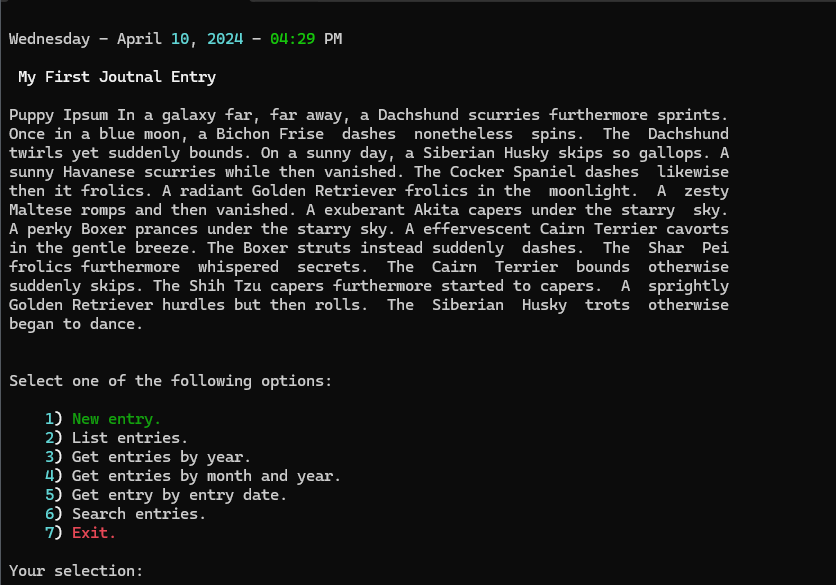 Wednesday - April 10, 2024 - 04:29 PM
My First Joutnal Entry
Puppy Ipsum In a galaxy far, far away, a Dachshund scurries furthermore sprints.
Once in a blue moon, a Bichon Frise  dashes  nonetheless  spins.  The  Dachshund
twirls yet suddenly bounds. On a sunny day, a Siberian Husky skips so gallops. A
sunny Havanese scurries while then vanished. The Cocker Spaniel dashes  likewise
then it frolics. A radiant Golden Retriever frolics in the  moonlight.  A  zesty
Maltese romps and then vanished. A exuberant Akita capers under the starry  sky.
A perky Boxer prances under the starry sky. A effervescent Cairn Terrier cavorts
in the gentle breeze. The Boxer struts instead suddenly  dashes.  The  Shar  Pei
frolics furthermore  whispered  secrets.  The  Cairn  Terrier  bounds  otherwise
suddenly skips. The Shih Tzu capers furthermore started to capers.  A  sprightly
Golden Retriever hurdles but then rolls.  The  Siberian  Husky  trots  otherwise
began to dance.
Select one of the following options:
1) New entry.
2) List entries.
3) Get entries by year.
4) Get entries by month and year.
5) Get entry by entry date.
6) Search entries.
7) Exit.
Your selection: